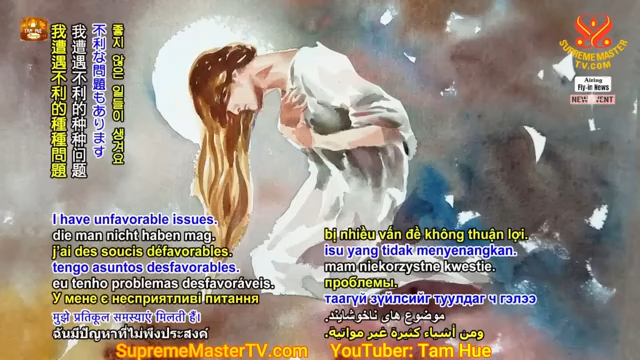 SUPREME MASTER
TV.COM
Airing
Fly-in News
NEW EVENT
좋지 않은 일들이 생겨요
不利な問題もあります
我遭遇不利的种种问题
我遭遇不利的種種問題
I have unfavorable issues.
die man nicht haben mag.
j'ai des soucis défavorables.
tengo asuntos desfavorables.
eu tenho problemas desfavoráveis.
У мене є несприятливі питання
मुझे प्रतिकूल समस्याएं मिलती हैं।
ฉันมีปัญหาที่ไม่พึงประสงค์
bị nhiều vấn đề không thuận lợi.
isu yang tidak menyenangkan.
mam niekorzystne kwestie.
проблемы.
таагүй зүйлсийг туулдаг ч гэлээ
موضوع های ناخوشایند.
ومن أشياء كثيرة غير مواتية.
SupremeMasterTV.com
YouTuber: Tam Hue